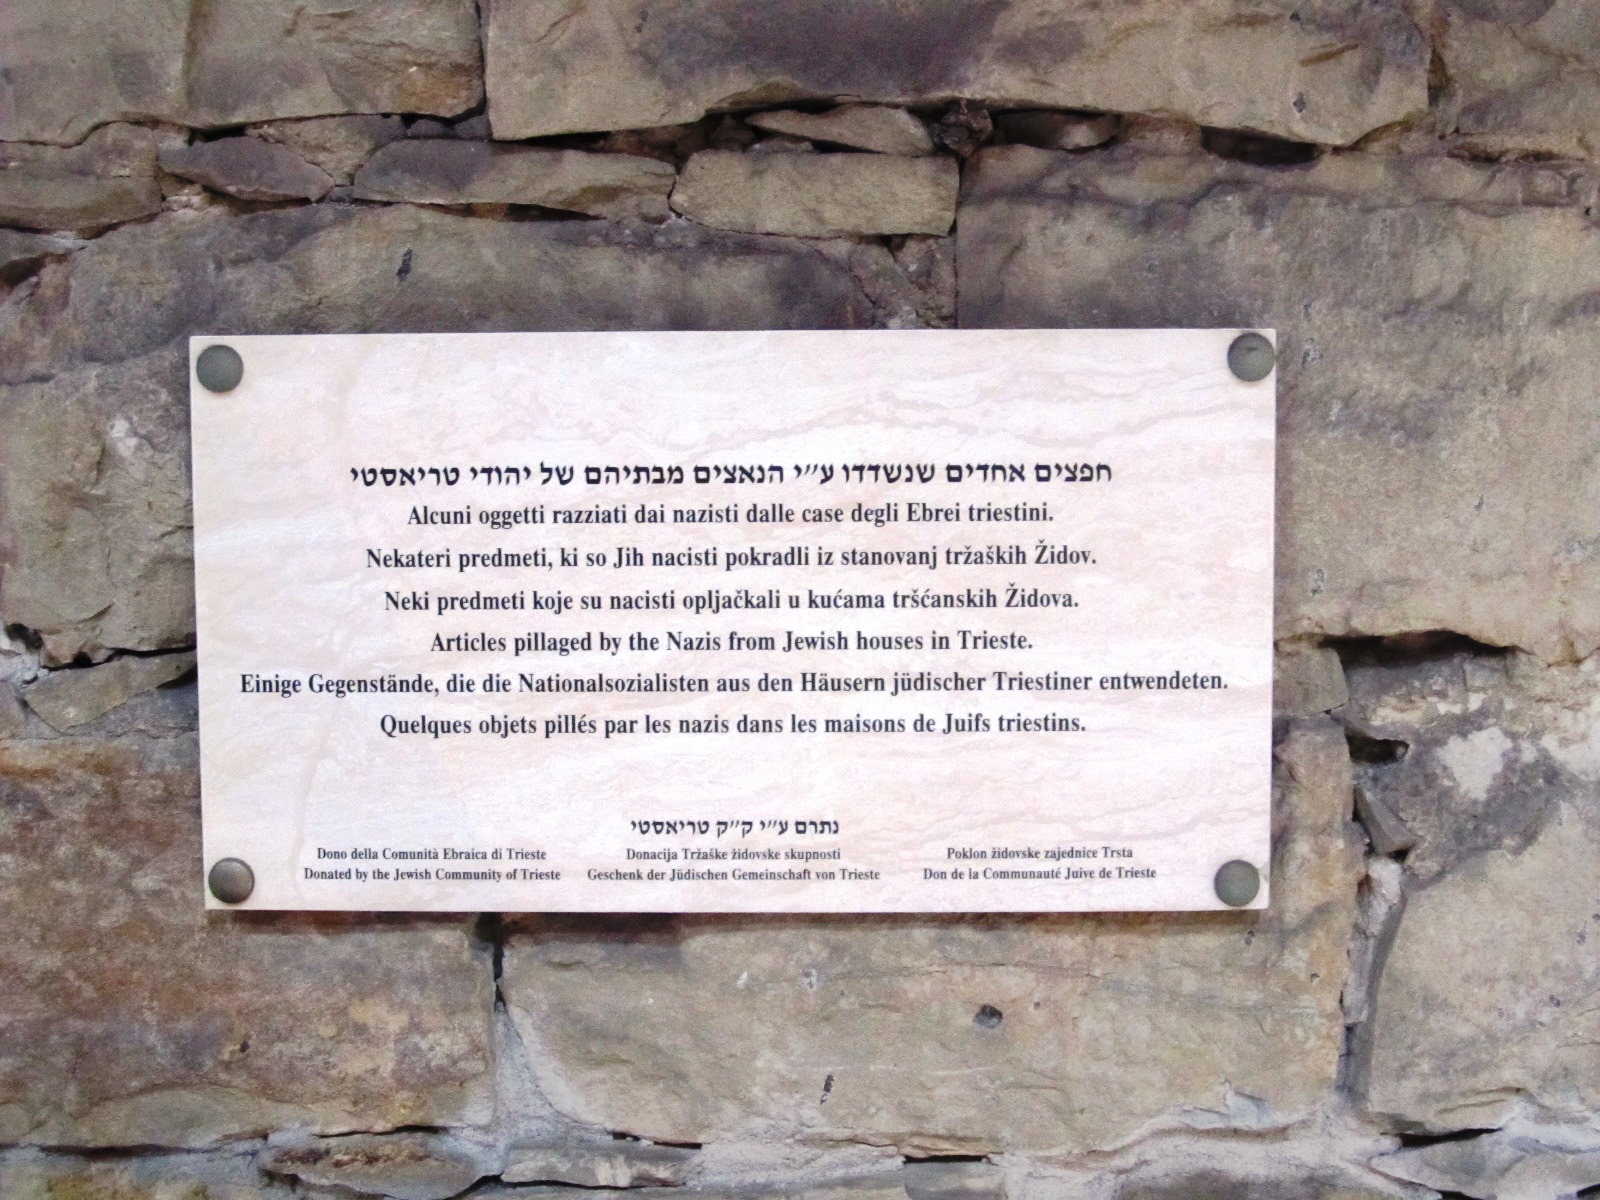 חפצים אחדים שנשדדו ע״י הנאצים מבתיהם של יהודי טריאסטי
Alcuni oggetti razziati dai nazisti dalle case degli Ebrei triestini.
Nekateri predmeti, ki so Jih nacisti pokradli iz stanovanj tržaških Židov.
Neki predmeti koje su nacisti opljačkali u kućama tršćanskih Židova.
Articles pillaged by the Nazis from Jewish houses in Trieste.
Einige Gegenstände, die die Nationalsozialisten aus den Häusern jüdischer Triestiner entwendeten.
Quelques objets pillés par les nazis dans les maisons de Juifs triestins.
נתרם ע״י ק״ק טריאסטי
Dono della Comunità Ebraica di Trieste Donacija Tržaške židovske skupnosti Poklon židovske zajednice Trsta
Donated by the Jewish Community of Trieste Geschenk der Jüdischen Gemeinschaft von Trieste Don de la Communauté Juive de Trieste